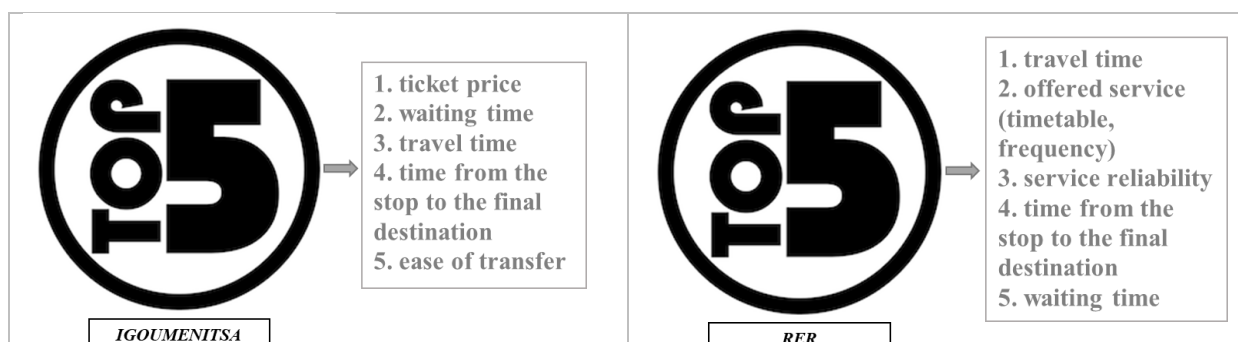 TOP 5
1. ticket price
2. waiting time
3. travel time
4. time from the
stop to the final
destination
5. ease of transfer
IGOUMENITSA
TOP 5
1. travel time
2. offered service
(timetable,
frequency)
3. service reliability
4. time from the
stop to the final
destination
5. waiting time
RER